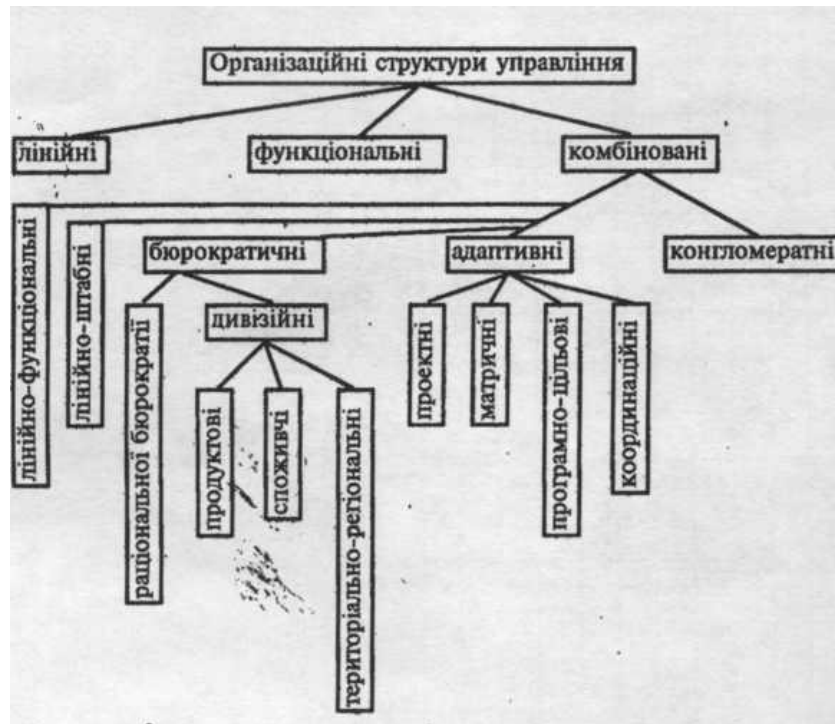 Організаційні структури управління
лінійні
функціональні
комбіновані
лінійно-функціональні
лінійно-штабні
бюрократичні
адаптивні
конгломератні
раціональної бюрократії
дивізійні
проектні
матричні
програмно-цільові
координаційні
продуктові
споживчі
територіально-регіональні